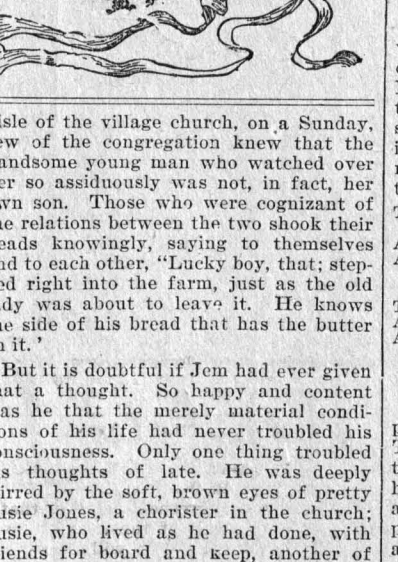 isle of the village church, on a Sunday,
ew of the congregation knew that the
andsome young man who watched over
er so assiduously was not, in fact, her
wn son. Those who were cognizant of
he relations between the two shook their
eads knowingly, saying to themselves
nd to each other, "Lucky boy, that; step-
ed right into the farm, just as the old
ady was about to leave it. He knows
he side of his bread that has the butter
n it.'
But it is doubtful if Jem had ever given
hat a thought. So happy and content
as he that the merely material condi-
ons of his life had never troubled his
onsciousness. Only one thing troubled
is thoughts of late. He was deeply
irred by the soft, brown eyes of pretty
usie Jones, a chorister in the church;
usie, who lived as he had done, with
iends for board and keep, another of